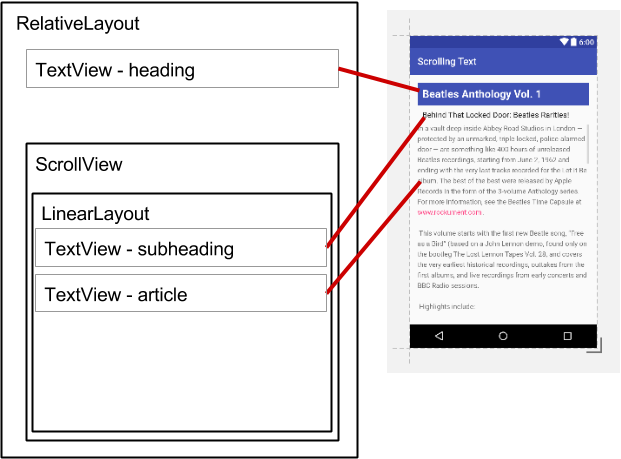 RelativeLayout
TextView - heading
ScrollView
LinearLayout
TextView - subheading
TextView - article
6:00
Scrolling Text
Beatles Anthology Vol. 1
Behind That Locked Door: Beatles Rarities!
In a vault deep inside Abbey Road Studios in London —
protected by an unmarked, triple-locked, police-alarmed
door — are something like 400 hours of unreleased
Beatles recordings, starting from June 2, 1962 and
ending with the very last tracks recorded for the Let It Be
album. The best of the best were released by Apple
Records in the form of the 3-volume Anthology series.
For more information, see the Beatles Time Capsule at
www.rockument.com.
This volume starts with the first new Beatle song, "Free
as a Bird" (based on a John Lennon demo, found only on
the bootleg The Lost Lennon Tapes Vol. 28, and covers
the very earliest historical recordings, outtakes from the
first albums, and live recordings from early concerts and
BBC Radio sessions.
Highlights include: